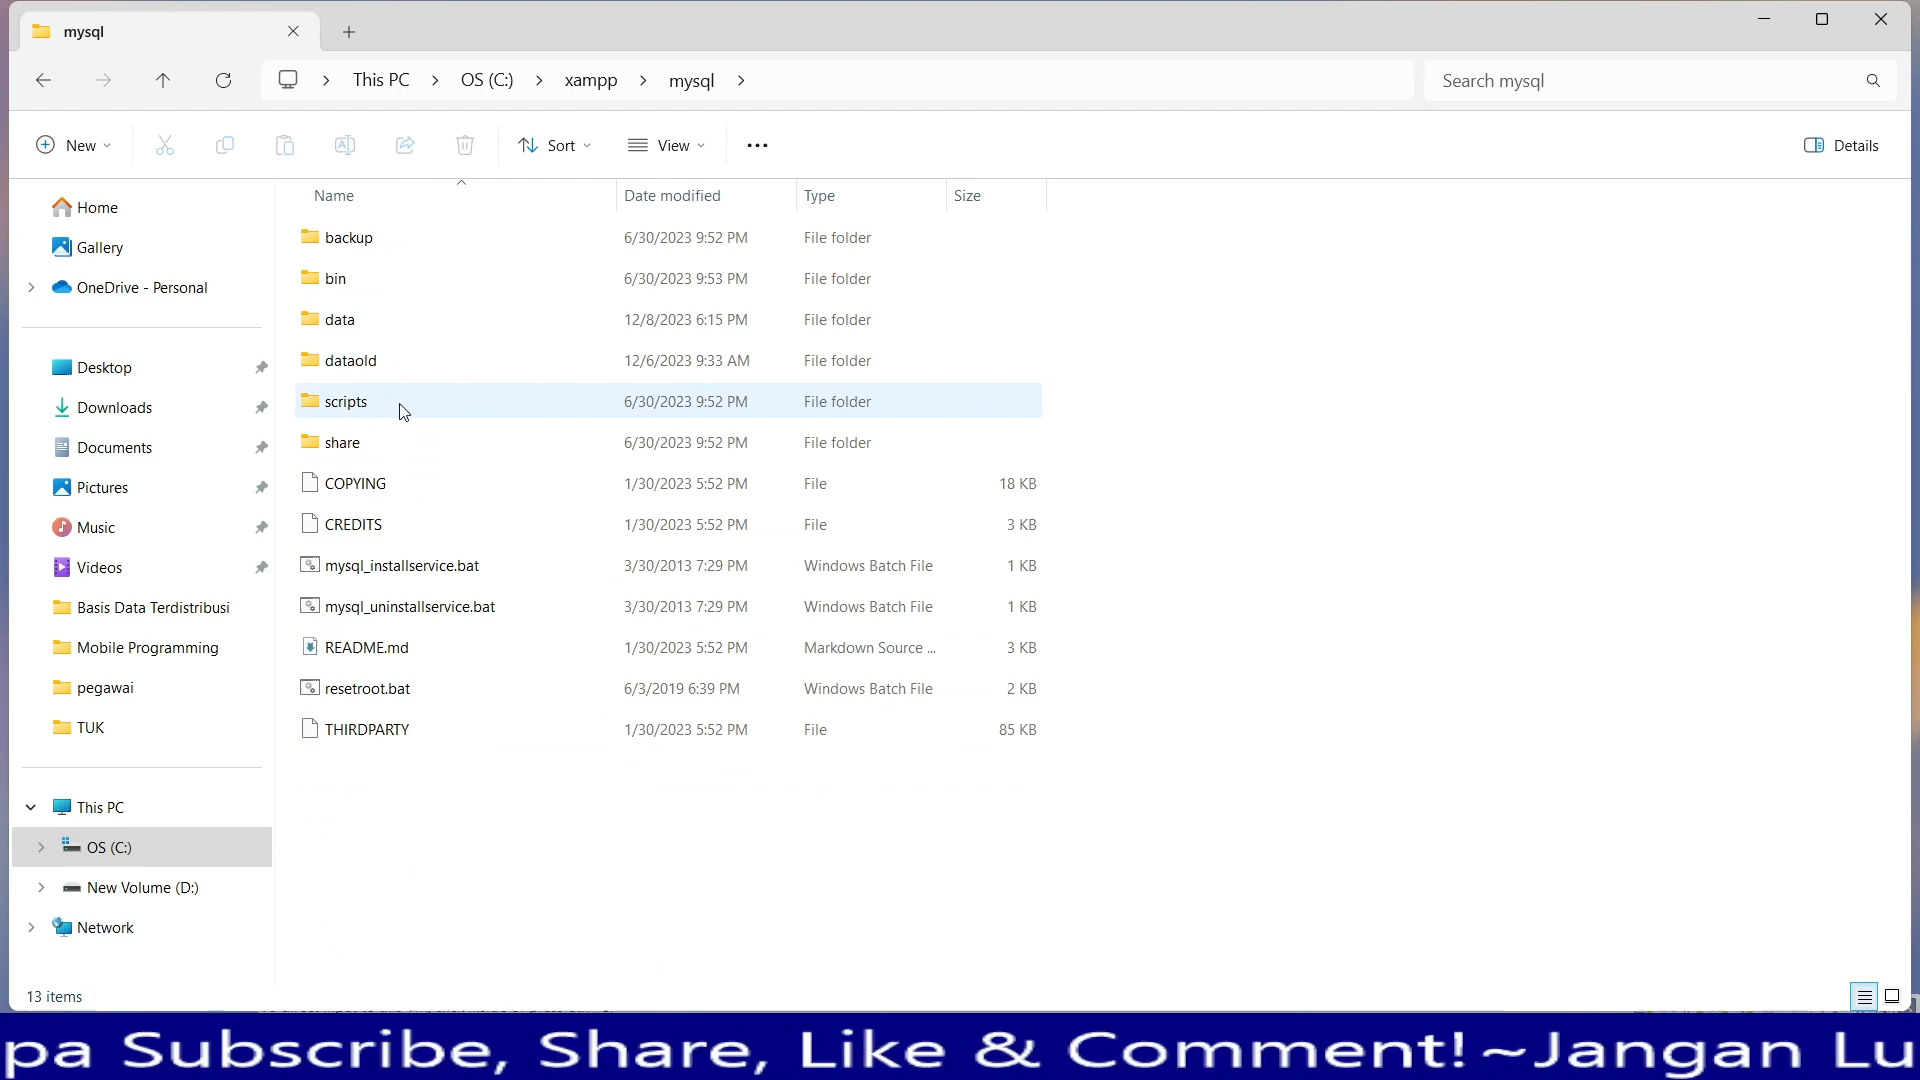 mysql
This PC
OS (C:)
xampp
mysql
Search mysql
New
Sort
View
Details
Name
Date modified
Type
Size
Home
Gallery
OneDrive - Personal
Desktop
Downloads
Documents
Pictures
Music
Videos
Basis Data Terdistribusi
Mobile Programming
pegawai
TUK
This PC
OS (C:)
New Volume (D:)
Network
backup 6/30/2023 9:52 PM File folder
bin 6/30/2023 9:53 PM File folder
data 12/8/2023 6:15 PM File folder
dataold 12/6/2023 9:33 AM File folder
scripts 6/30/2023 9:52 PM File folder
share 6/30/2023 9:52 PM File folder
COPYING 1/30/2023 5:52 PM File 18 KB
CREDITS 1/30/2023 5:52 PM File 3 KB
mysql_installservice.bat 3/30/2013 7:29 PM Windows Batch File 1 KB
mysql_uninstallservice.bat 3/30/2013 7:29 PM Windows Batch File 1 KB
README.md 1/30/2023 5:52 PM Markdown Source ... 3 KB
resetroot.bat 6/3/2019 6:39 PM Windows Batch File 2 KB
THIRDPARTY 1/30/2023 5:52 PM File 85 KB
13 items
pa Subscribe, Share, Like & Comment!~Jangan Lu